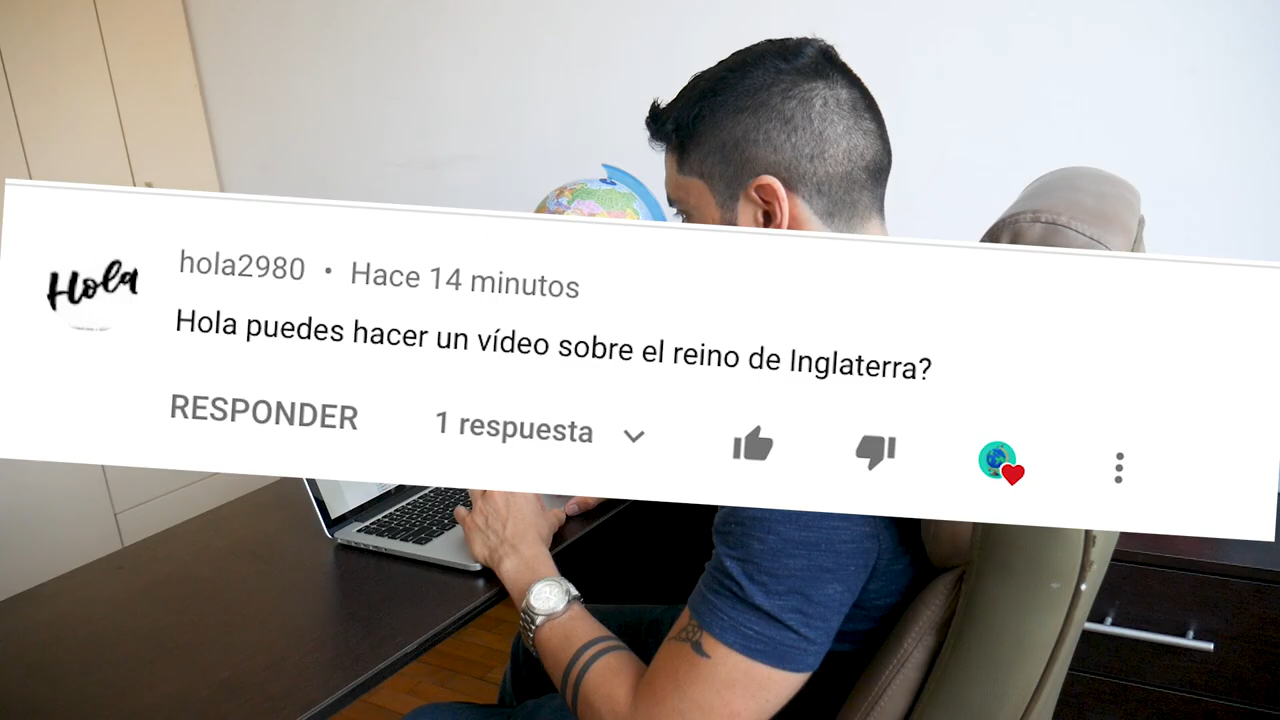 Hola
hola2980 • Hace 14 minutos
Hola puedes hacer un vídeo sobre el reino de Inglaterra?
RESPONDER 1 respuesta